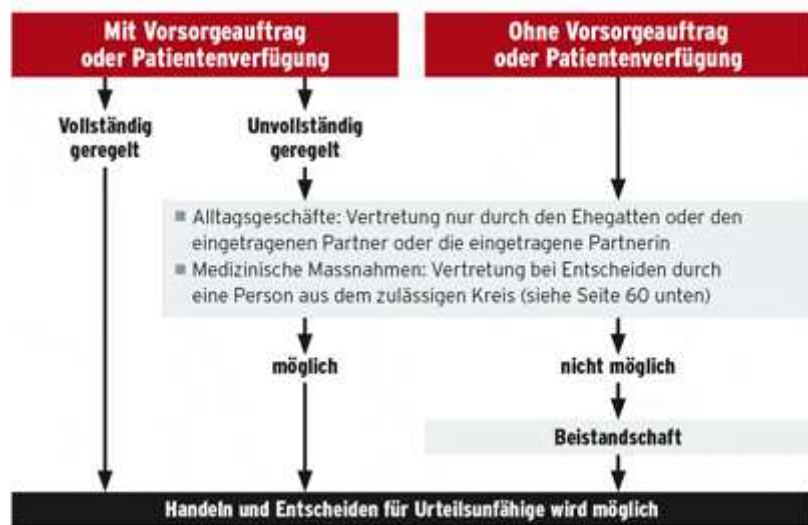 Mit Vorsorgeauftrag
oder Patientenverfügung
Ohne Vorsorgeauftrag
oder Patientenverfügung
Vollständig
geregelt
Unvollständig
geregelt
■ Alltagsgeschäfte: Vertretung nur durch den Ehegatten oder den
eingetragenen Partner oder die eingetragene Partnerin
■ Medizinische Massnahmen: Vertretung bei Entscheiden durch
eine Person aus dem zulässigen Kreis (siehe Seite 60 unten)
möglich
nicht möglich
Beistandschaft
Handeln und Entscheiden für Urteilsunfähige wird möglich